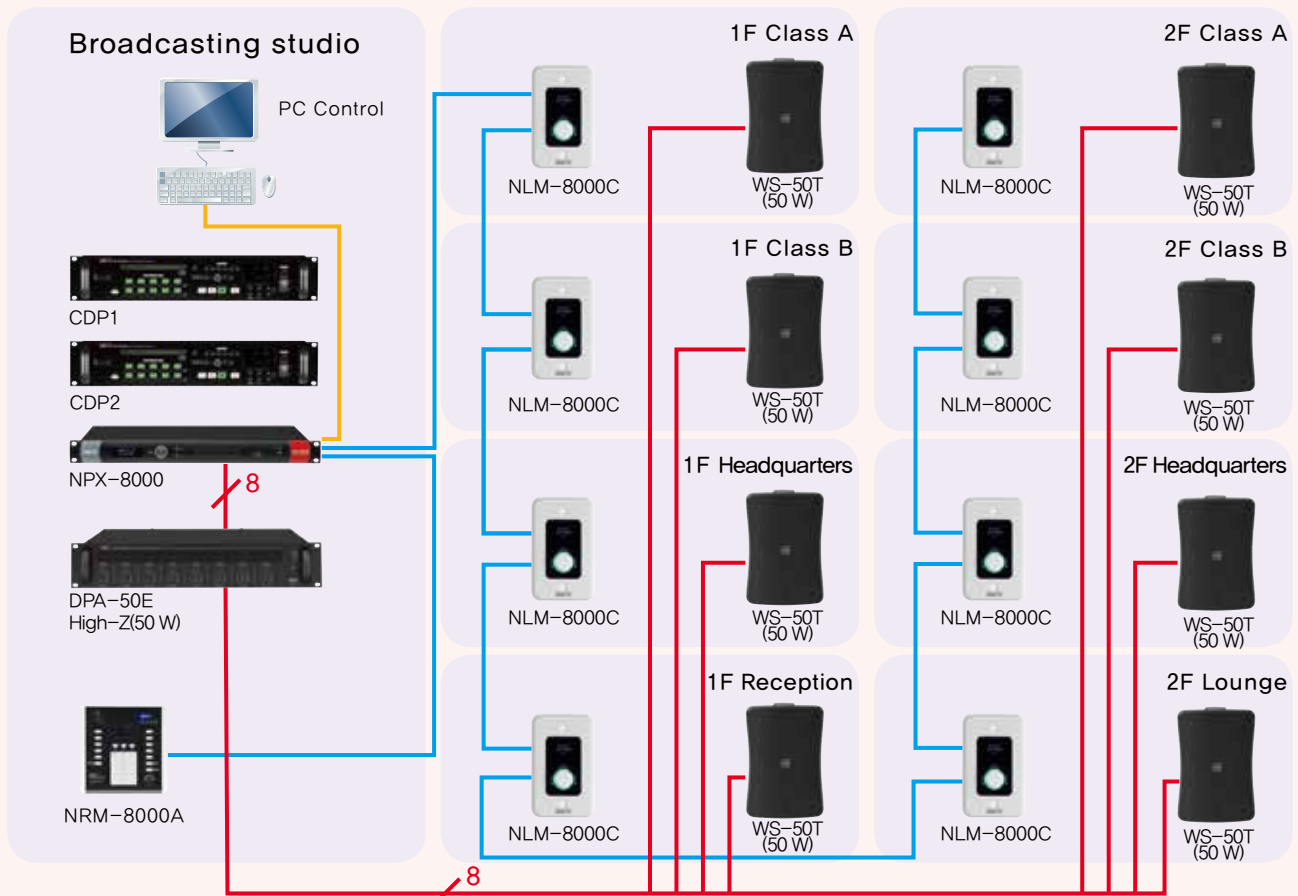 Broadcasting studio
PC Control
CDP1
CDP2
NPX-8000
8
DPA-50E
High-Z(50 W)
NRM-8000A
8
1F Class A
NLM-8000C
WS-50T
(50 W)
1F Class B
NLM-8000C
WS-50T
(50 W)
1F Headquarters
NLM-8000C
WS-50T
(50 W)
1F Reception
NLM-8000C
WS-50T
(50 W)
2F Class A
NLM-8000C
WS-50T
(50 W)
2F Class B
NLM-8000C
WS-50T
(50 W)
2F Headquarters
NLM-8000C
WS-50T
(50 W)
2F Lounge
NLM-8000C
WS-50T
(50 W)